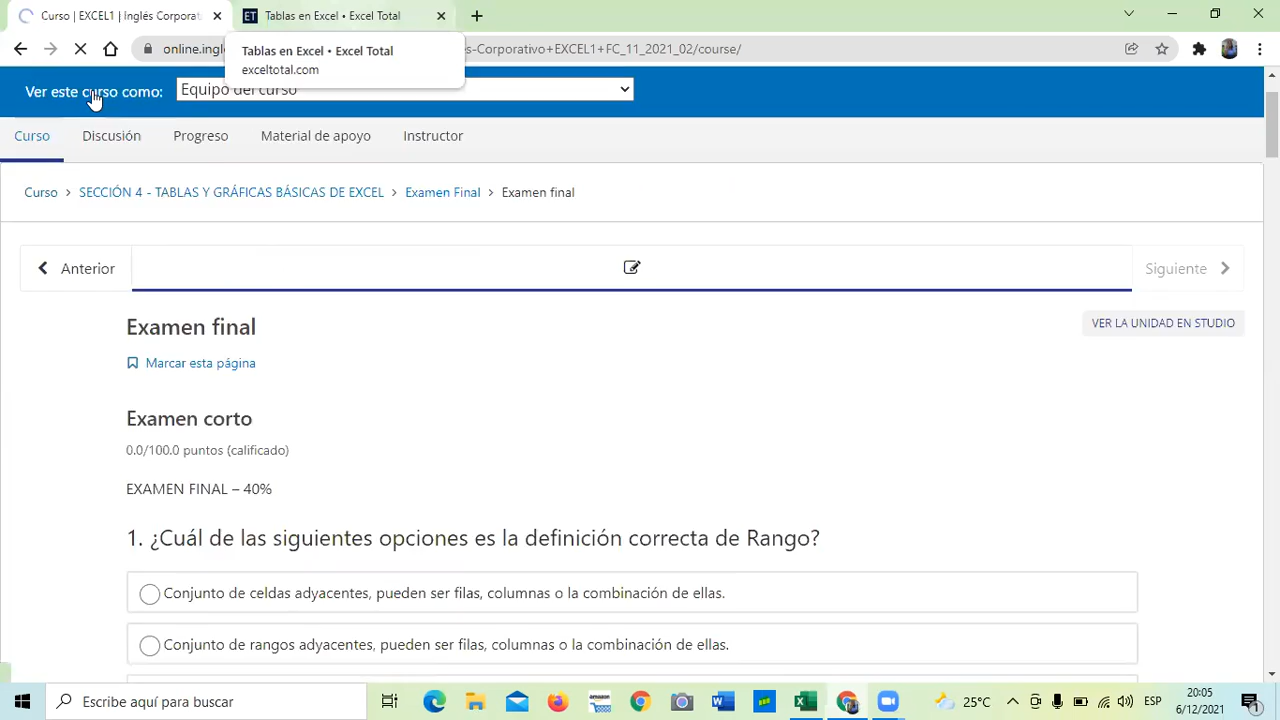 Curso | EXCEL1 | Inglés Corporat
Tablas en Excel • Excel Total
online.ingl
es-Corporativo+EXCEL1+FC_11_2021_02/course/
Tablas en Excel • Excel Total
exceltotal.com
Ver este curso como:
Equipo del curso
Curso
Discusión
Progreso
Material de apoyo
Instructor
Curso > SECCIÓN 4 - TABLAS Y GRÁFICAS BÁSICAS DE EXCEL > Examen Final > Examen final
Anterior
Siguiente
Examen final
VER LA UNIDAD EN STUDIO
Marcar esta página
Examen corto
0.0/100.0 puntos (calificado)
EXAMEN FINAL – 40%
1. ¿Cuál de las siguientes opciones es la definición correcta de Rango?
Conjunto de celdas adyacentes, pueden ser filas, columnas o la combinación de ellas.
Conjunto de rangos adyacentes, pueden ser filas, columnas o la combinación de ellas.
Escribe aquí para buscar
25°C
ESP
20:05
6/12/2021